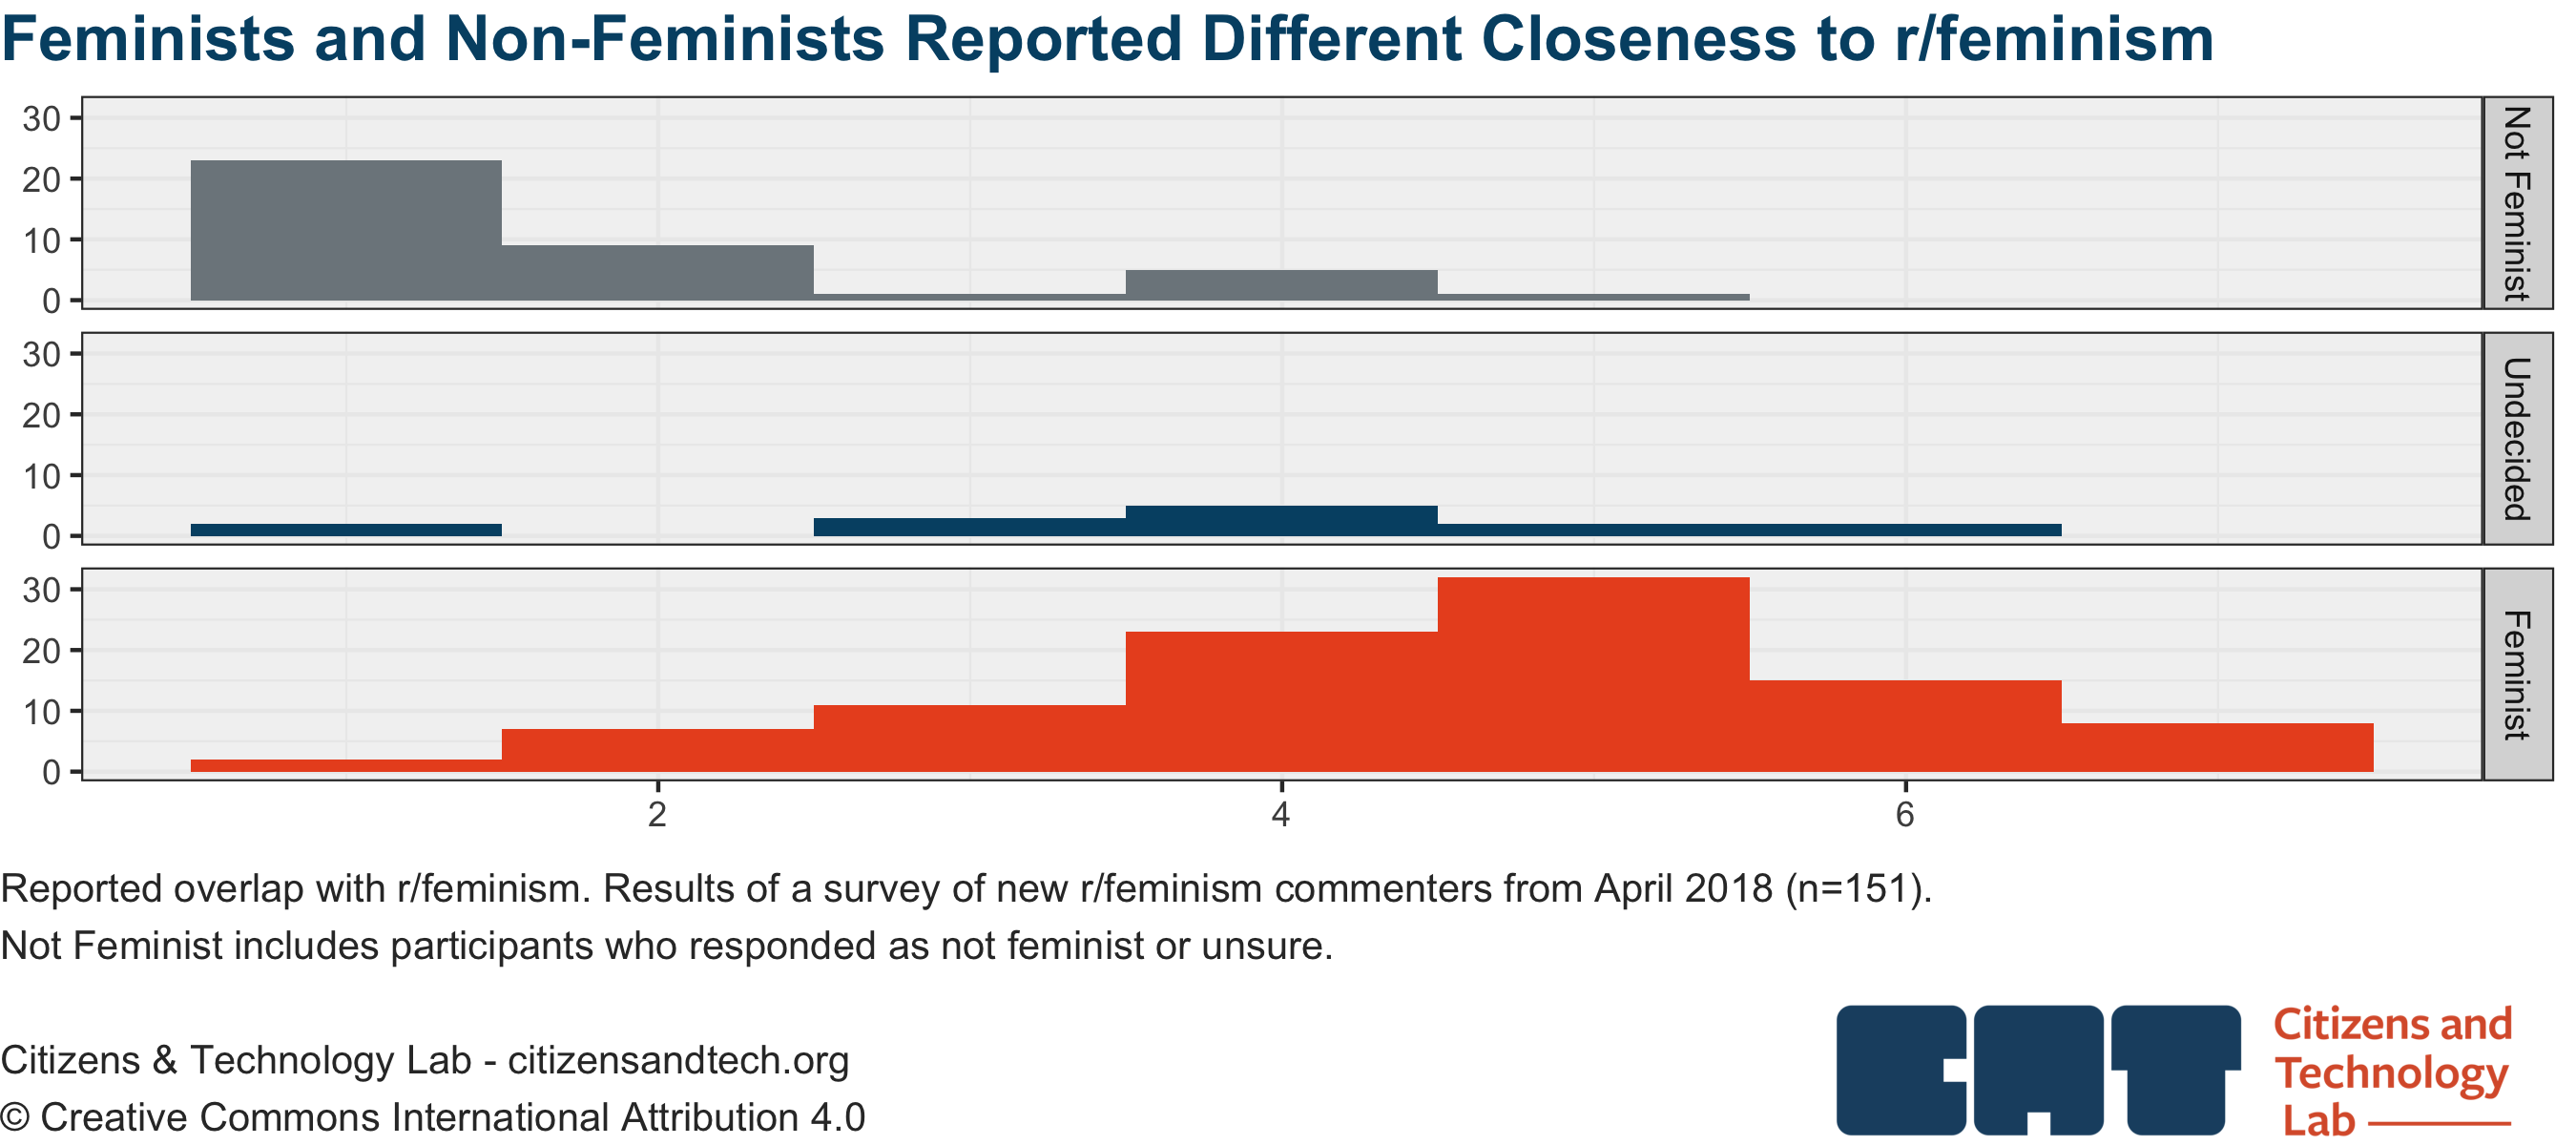 Feminists and Non-Feminists Reported Different Closeness to r/feminism
30
20
10
0
Not Feminist
30
20
10
0
Undecided
30
20
10
0
Feminist
2 4 6
Reported overlap with r/feminism. Results of a survey of new r/feminism commenters from April 2018 (n=151).
Not Feminist includes participants who responded as not feminist or unsure.
Citizens & Technology Lab - citizensandtech.org
© Creative Commons International Attribution 4.0
CAT
Citizens and
Technology
Lab